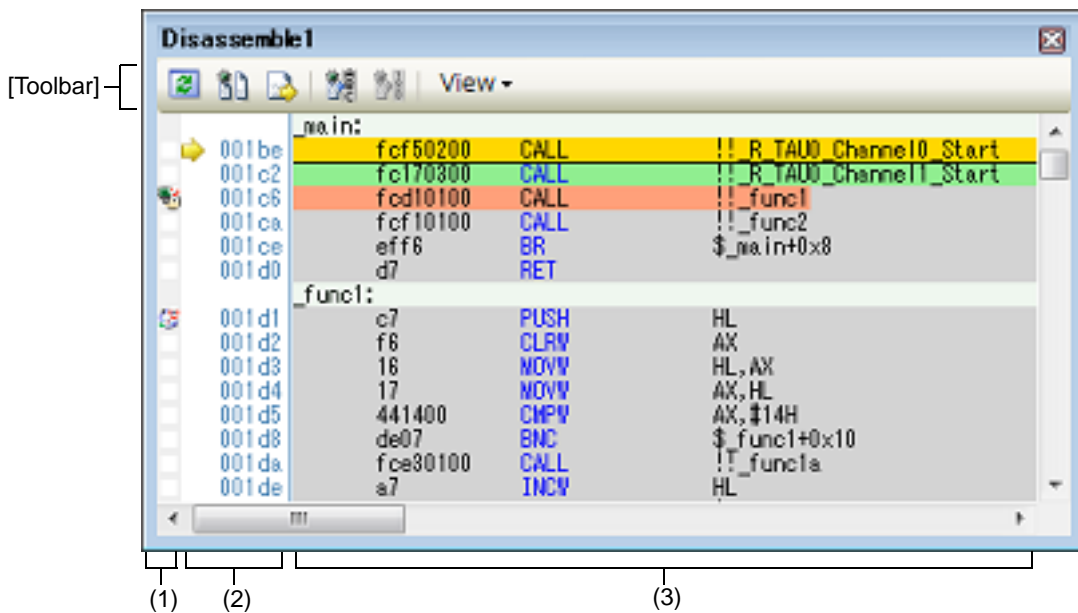 Disassemble1
[Toolbar]
View
_main:
001be fcf50200 CALL !!_R_TAU0_Channel0_Start
001c2 fc170300 CALL !!_R_TAU0_Channel1_Start
001c6 fcd10100 CALL !!_func1
001ca fcf10100 CALL !!_func2
001ce eff6 BR $_main+0x8
001d0 d7 RET
_func1:
001d1 c7 PUSH HL
001d2 f6 CLRW AX
001d3 16 MOVW HL,AX
001d4 17 MOVW AX,HL
001d5 441400 CMPW AX,#14H
001d8 de07 BNC $_func1+0x10
001da fce30100 CALL !!_func1a
001de a7 INCW HL
(1) (2) (3)